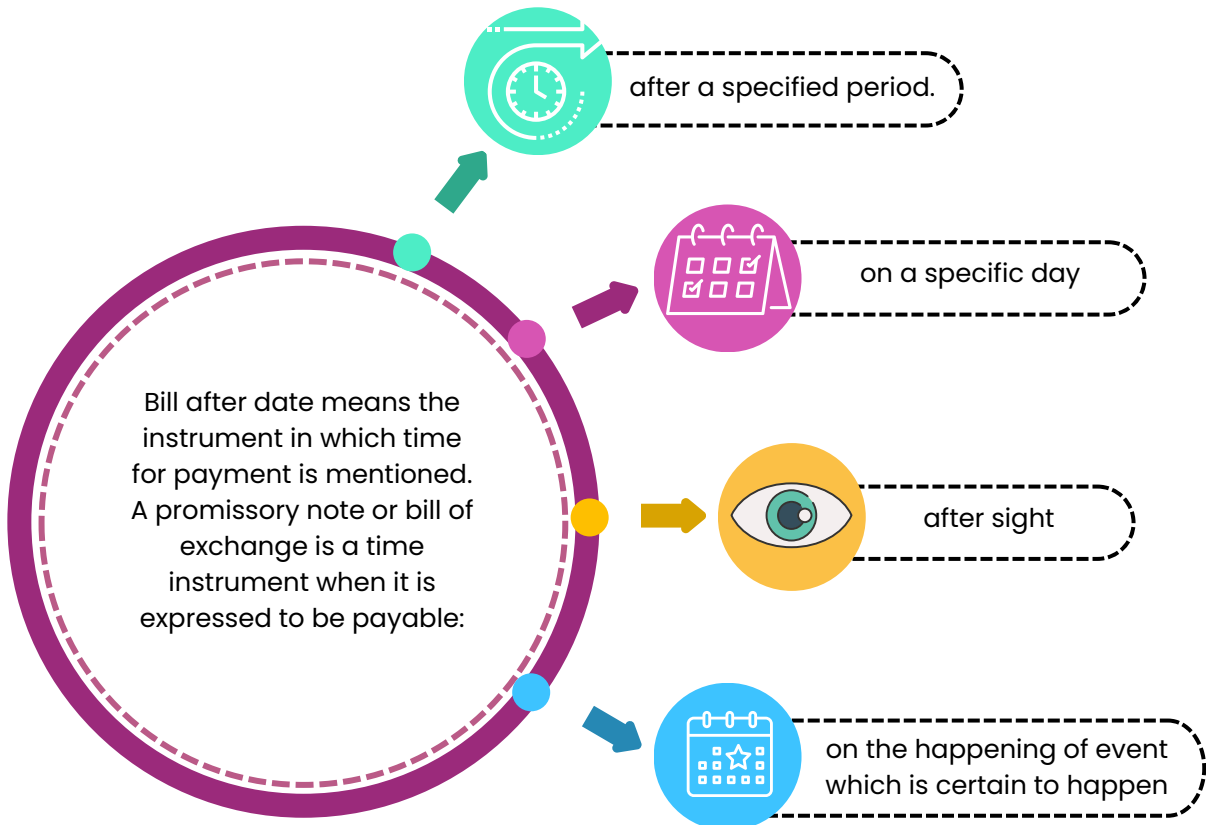 Bill after date means the
instrument in which time
for payment is mentioned.
A promissory note or bill of
exchange is a time
instrument when it is
expressed to be payable:
after a specified period.
on a specific day
after sight
on the happening of event
which is certain to happen